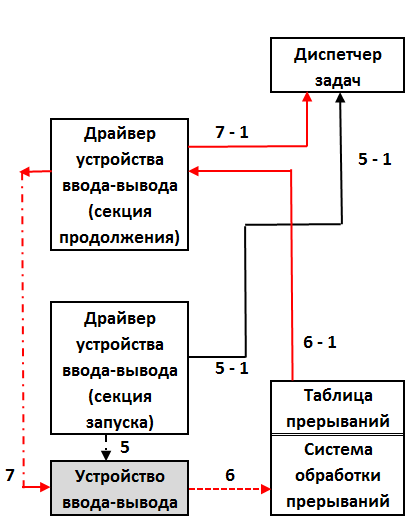 Диспетчер
задач
Драйвер
устройства
ввода-вывода
(секция
продолжения)
7 - 1
5 - 1
Драйвер
устройства
ввода-вывода
(секция
запуска)
5 - 1
6 - 1
Таблица
прерываний
Система
обработки
прерываний
5
7
Устройство
ввода-вывода
6